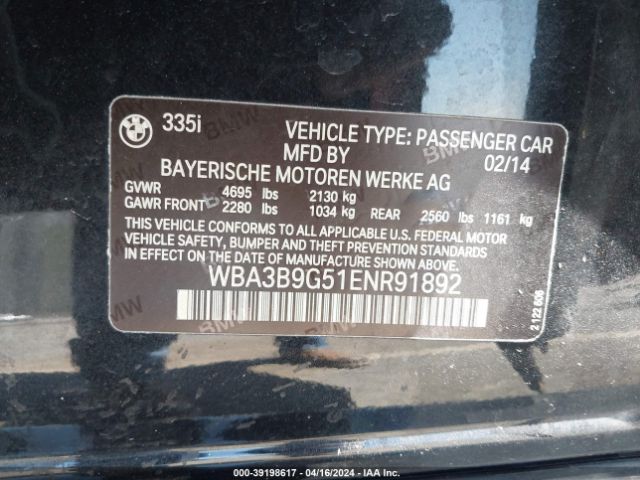 BMW 335i VEHICLE TYPE: PASSENGER CAR
MFD BY 02/14
BAYERISCHE MOTOREN WERKE AG
GVWR 4695 lbs 2130 kg
GAWR FRONT 2280 lbs 1034 kg REAR 2560 lbs 1161 kg
THIS VEHICLE CONFORMS TO ALL APPLICABLE U.S. FEDERAL MOTOR
VEHICLE SAFETY, BUMPER AND THEFT PREVENTION STANDARDS IN
EFFECT ON THE DATE OF MANUFACTURE SHOWN ABOVE.
WBA3B9G51ENR91892
2 122 606
000-39198617 - 04/16/2024 - IAA Inc.